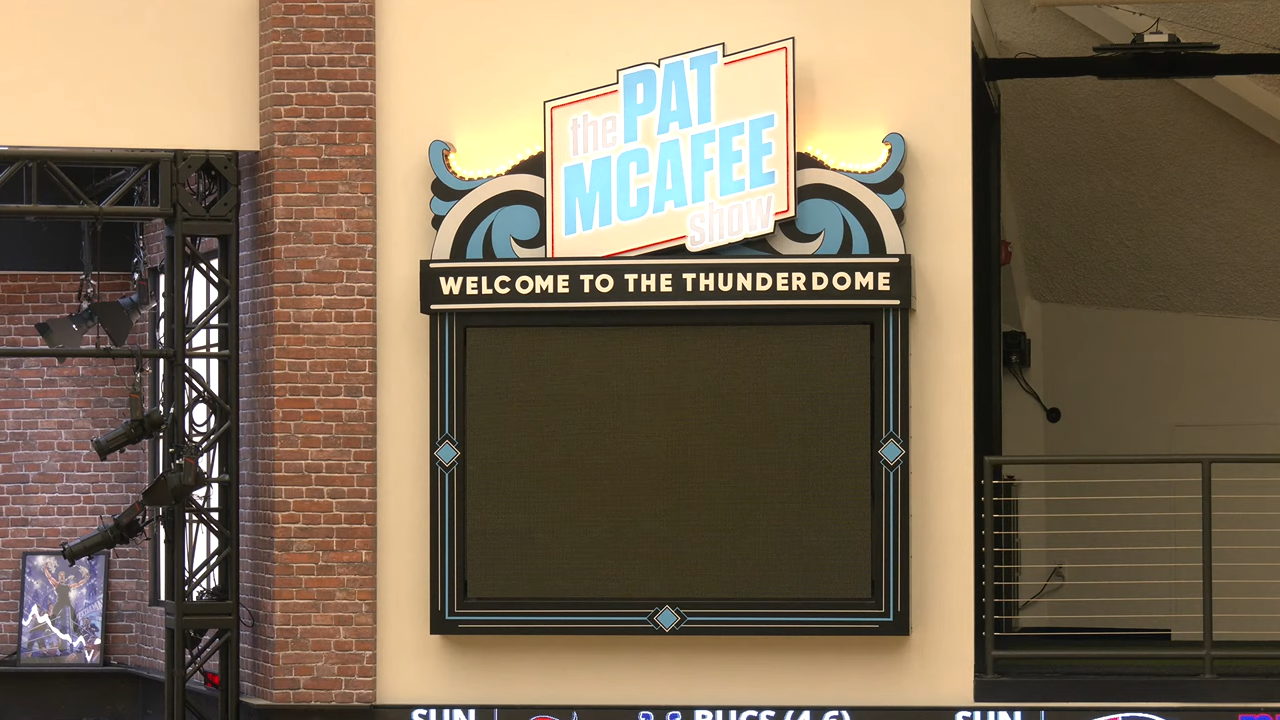 the PAT
MCAFEE
show
WELCOME TO THE THUNDERDOME
SUN BUCS (4-6) SUN